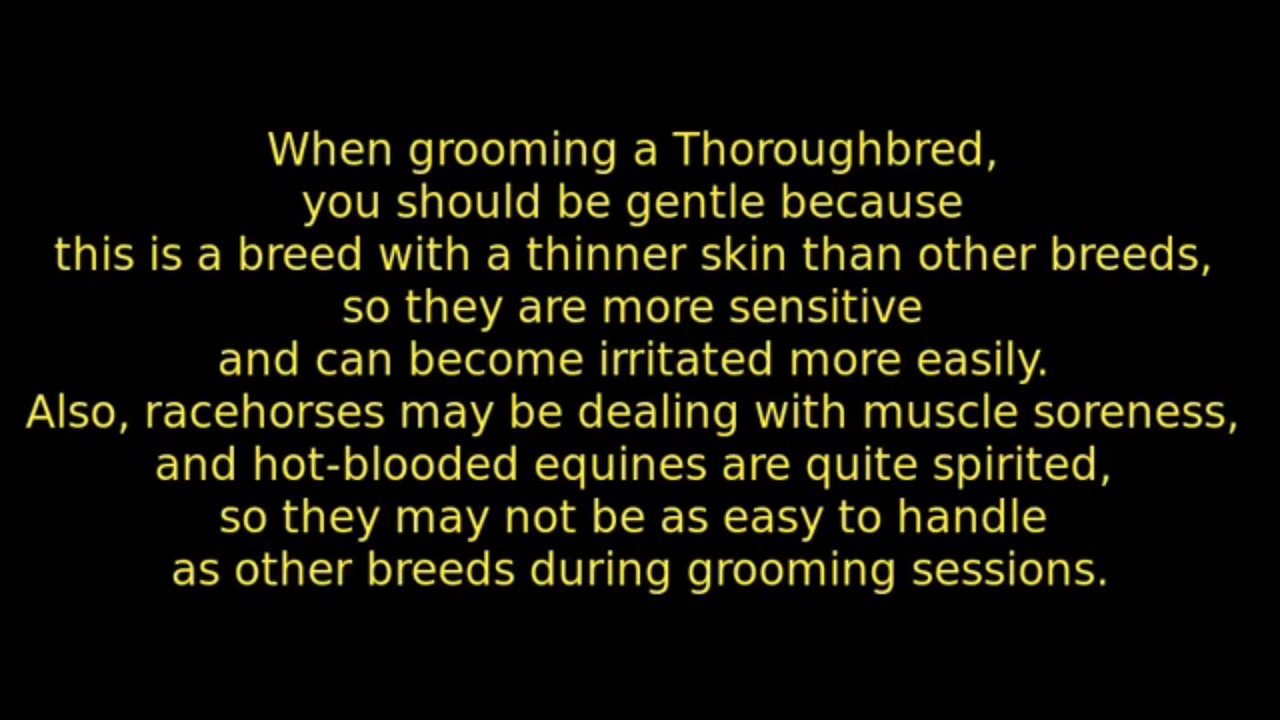 When grooming a Thoroughbred,
you should be gentle because
this is a breed with a thinner skin than other breeds,
so they are more sensitive
and can become irritated more easily.
Also, racehorses may be dealing with muscle soreness,
and hot-blooded equines are quite spirited,
so they may not be as easy to handle
as other breeds during grooming sessions.